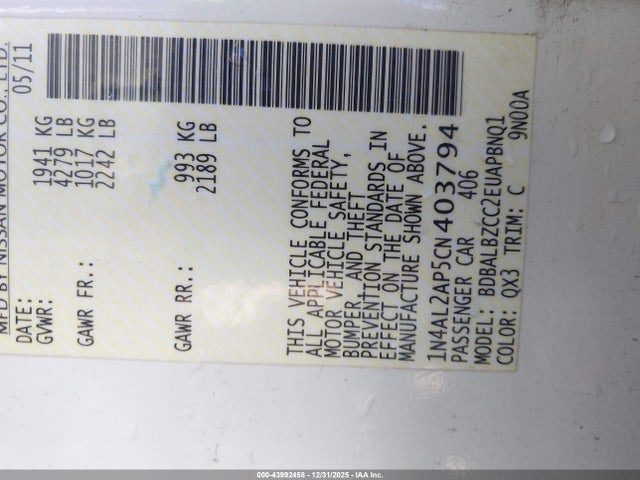 MFD BY NISSAN MOTOR CO., LTD.
DATE: 05/11
GVWR: 1941 KG
4279 LB
GAWR FR.: 1017 KG
2242 LB
GAWR RR.: 993 KG
2189 LB
THIS VEHICLE CONFORMS TO
ALL APPLICABLE FEDERAL
MOTOR VEHICLE SAFETY,
BUMPER, AND THEFT
PREVENTION STANDARDS IN
EFFECT ON THE DATE OF
MANUFACTURE SHOWN ABOVE.
1N4AL2AP5CN403794
PASSENGER CAR 406
MODEL: BDBALBZCC2EUAPBNQ1
COLOR: QX3 TRIM: C 9N00A
000-43992458 - 12/31/2025 - IAA Inc.